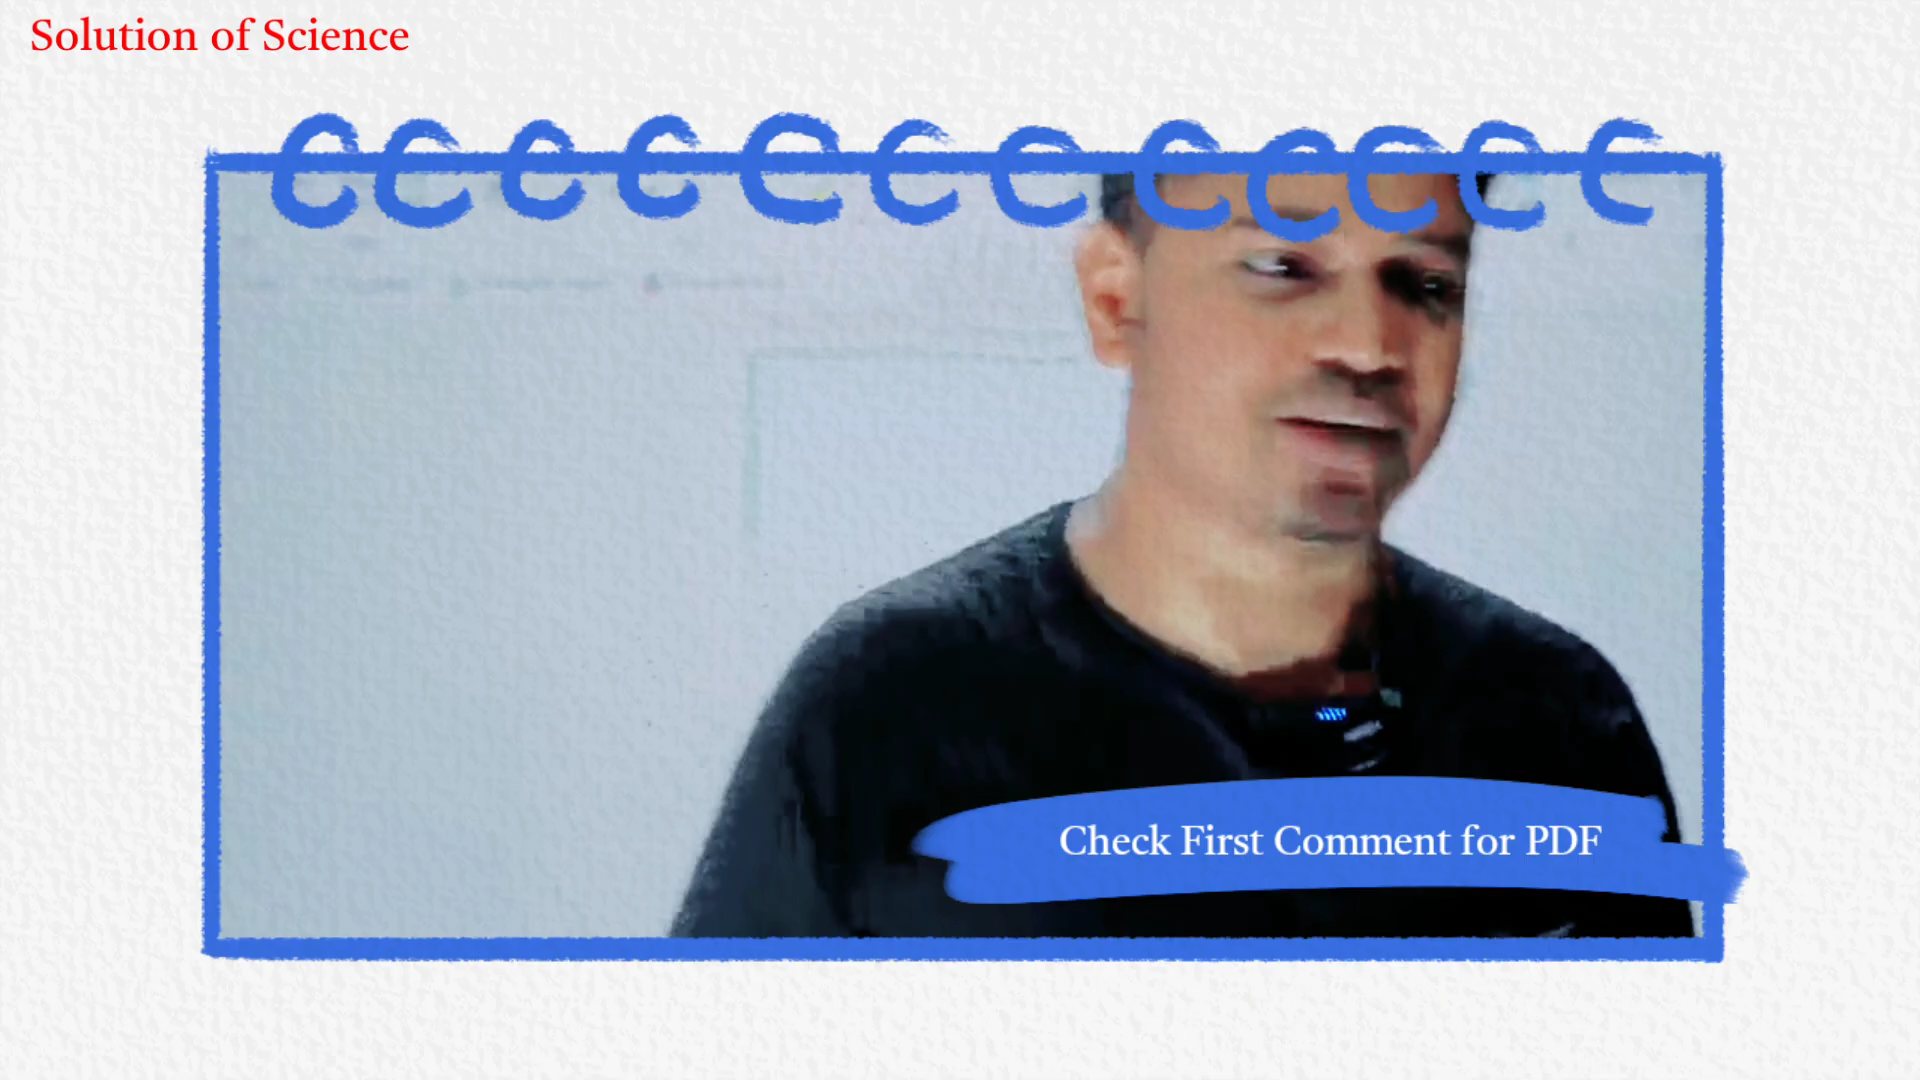 Solution of Science
Check First Comment for PDF